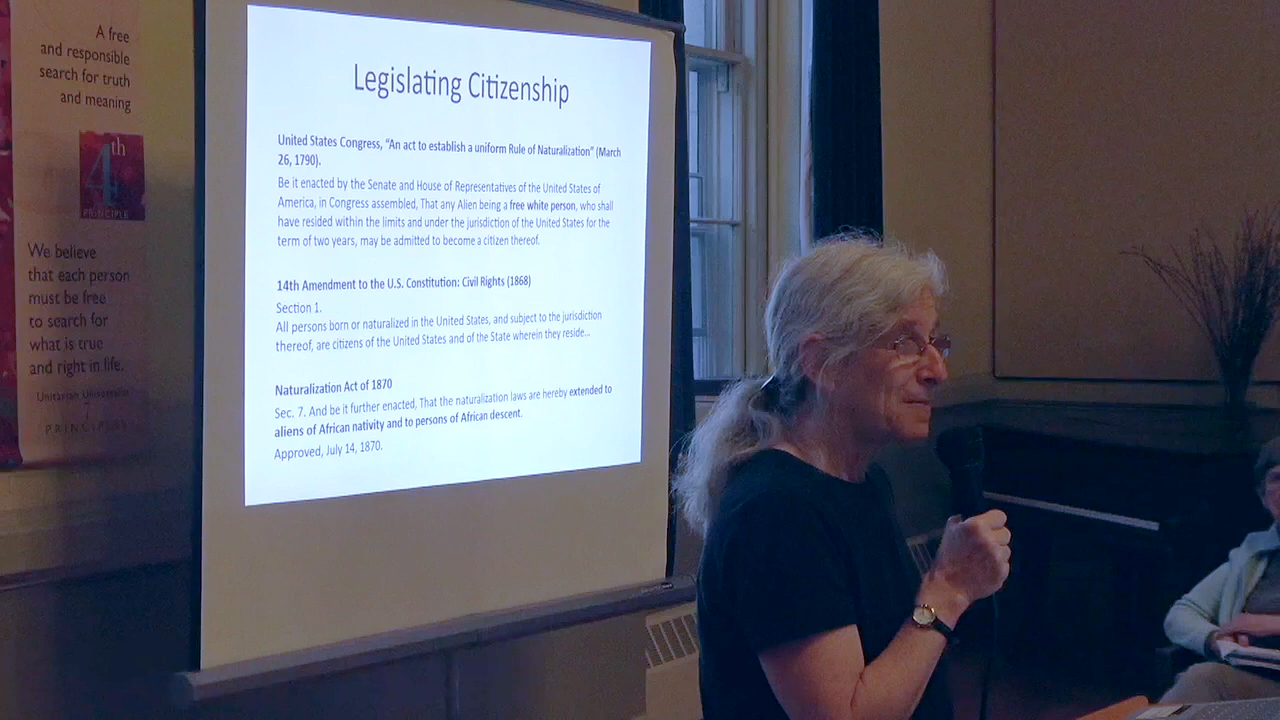 A free
and responsible
search for truth
and meaning
4th
PRINCIPLE
We believe
that each person
must be free
to search for
what is true
and right in life.
Unitarian Universalist
7
PRINCIPLES
Legislating Citizenship
United States Congress, “An act to establish a uniform Rule of Naturalization” (March
26, 1790).
Be it enacted by the Senate and House of Representatives of the United States of
America, in Congress assembled, That any Alien being a free white person, who shall
have resided within the limits and under the jurisdiction of the United States for the
term of two years, may be admitted to become a citizen thereof.
14th Amendment to the U.S. Constitution: Civil Rights (1868)
Section 1.
All persons born or naturalized in the United States, and subject to the jurisdiction
thereof, are citizens of the United States and of the State wherein they reside...
Naturalization Act of 1870
Sec. 7. And be it further enacted, That the naturalization laws are hereby extended to
aliens of African nativity and to persons of African descent.
Approved, July 14, 1870.